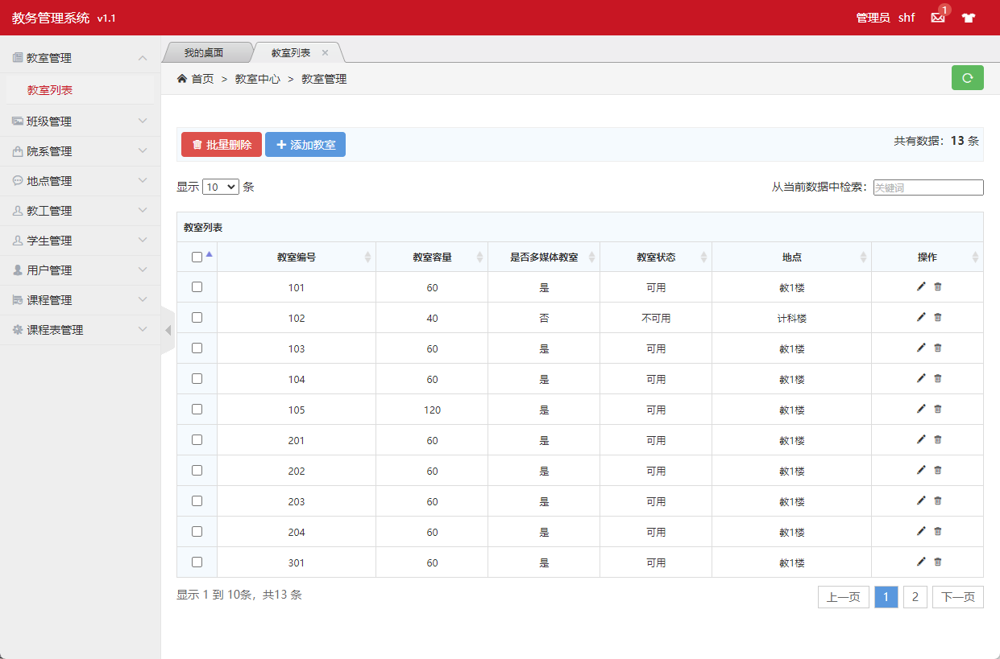 教务管理系统 v1.1
管理员 shf 1
我的桌面 教室列表
首页 > 教室中心 > 教室管理
教室管理
教室列表
班级管理
院系管理
地点管理
教工管理
学生管理
用户管理
课程管理
课程表管理
批量删除 添加教室 共有数据：13 条
显示 10 条 从当前数据中检索： 关键词
教室列表
教室编号 教室容量 是否多媒体教室 教室状态 地点 操作
101 60 是 可用 教1楼
102 40 否 不可用 计科楼
103 60 是 可用 教1楼
104 60 是 可用 教1楼
105 120 是 可用 教1楼
201 60 是 可用 教1楼
202 60 是 可用 教1楼
203 60 是 可用 教1楼
204 60 是 可用 教1楼
301 60 是 可用 教1楼
显示 1 到 10条，共13 条
上一页 1 2 下一页